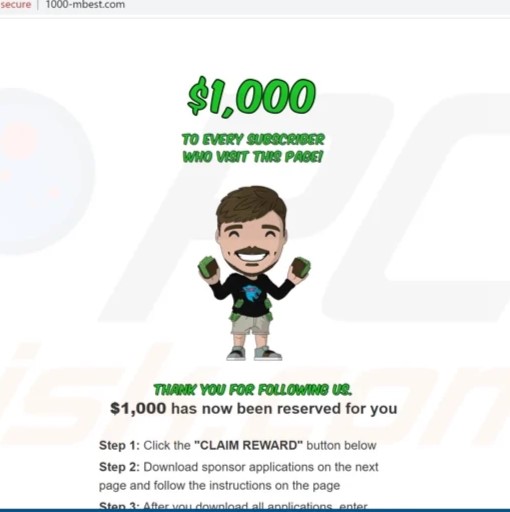 secure | 1000-mbest.com
$1,000
TO EVERY SUBSCRIBER
WHO VISIT THIS PAGE!
THANK YOU FOR FOLLOWING US.
$1,000 has now been reserved for you
Step 1: Click the "CLAIM REWARD" button below
Step 2: Download sponsor applications on the next
page and follow the instructions on the page
Step 3: After you download all applications, enter